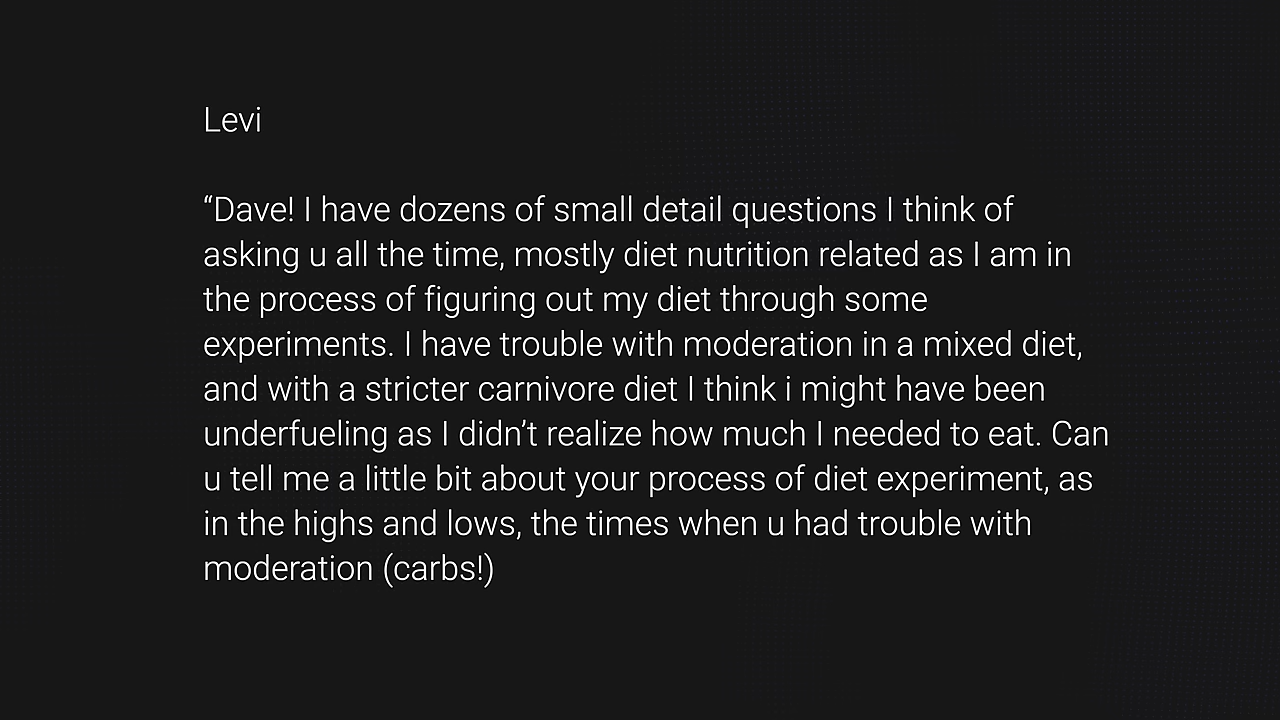 Levi
“Dave! I have dozens of small detail questions I think of
asking u all the time, mostly diet nutrition related as I am in
the process of figuring out my diet through some
experiments. I have trouble with moderation in a mixed diet,
and with a stricter carnivore diet I think i might have been
underfueling as I didn’t realize how much I needed to eat. Can
u tell me a little bit about your process of diet experiment, as
in the highs and lows, the times when u had trouble with
moderation (carbs!)